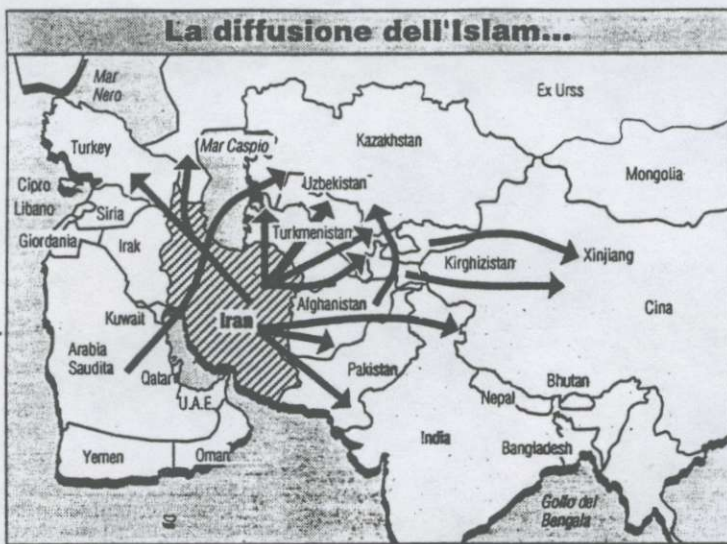 La diffusione dell'Islam...
Mar
Nero
Ex Urss
Turkey
Mar Caspio
Kazakhstan
Mongolia
Cipro
Uzbekistan
Libano
Siria
Turkmenistan
Giordania
Irak
Kirghizistan
Xinjiang
Kuwait
Iran
Afghanistan
Cina
Arabia
Saudita
Qatar
Pakistan
U.A.E.
Nepal
Bhutan
India
Bangladesh
Yemen
Oman
Golfo del
Bengala